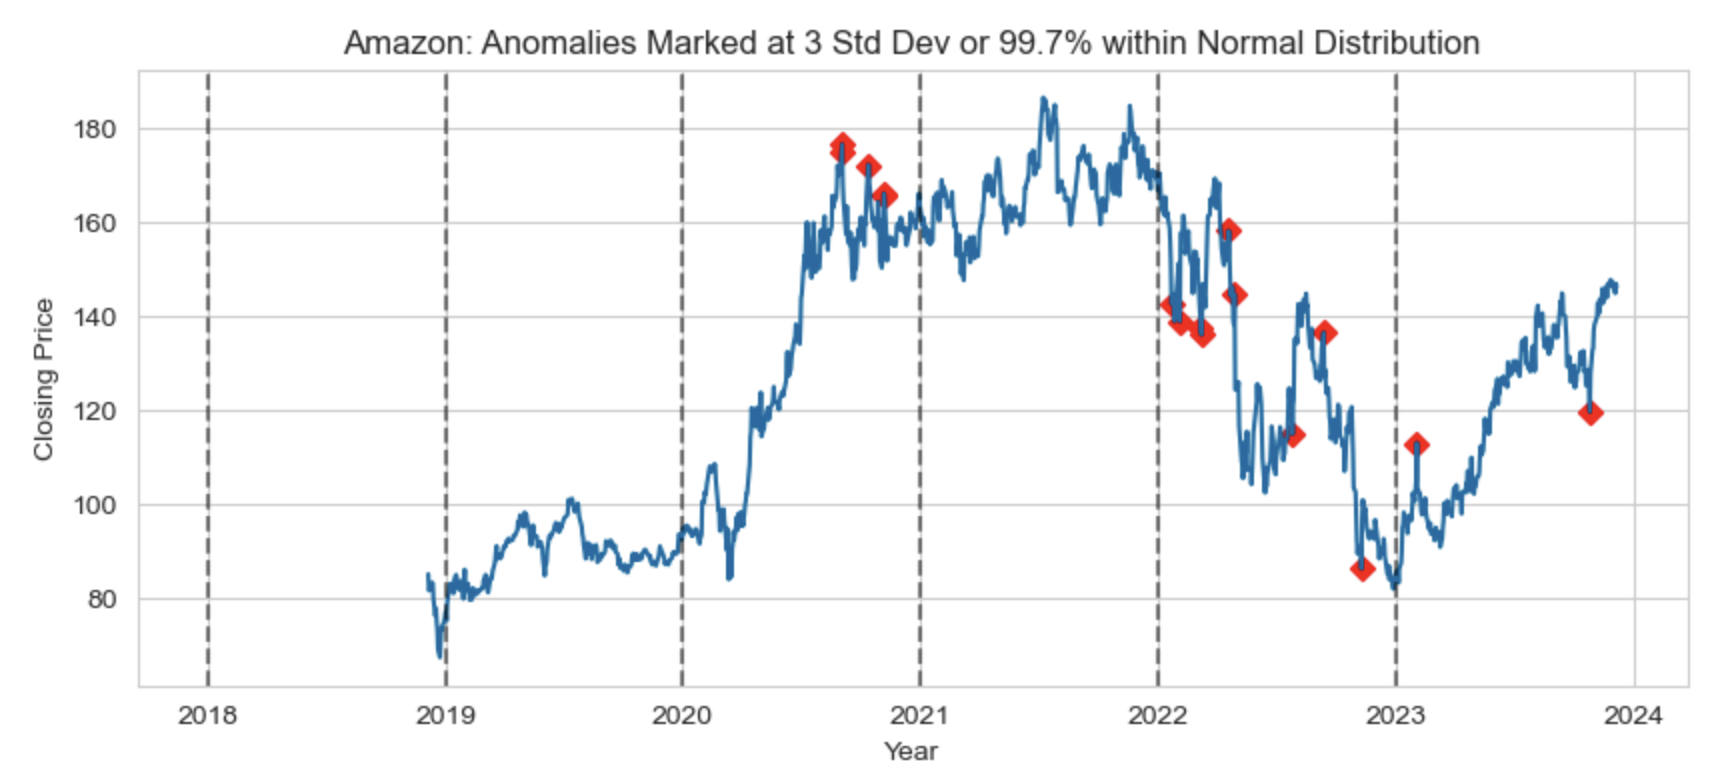 Amazon: Anomalies Marked at 3 Std Dev or 99.7% within Normal Distribution
Closing Price
180
160
140
120
100
80
2018 2019 2020 2021 2022 2023 2024
Year